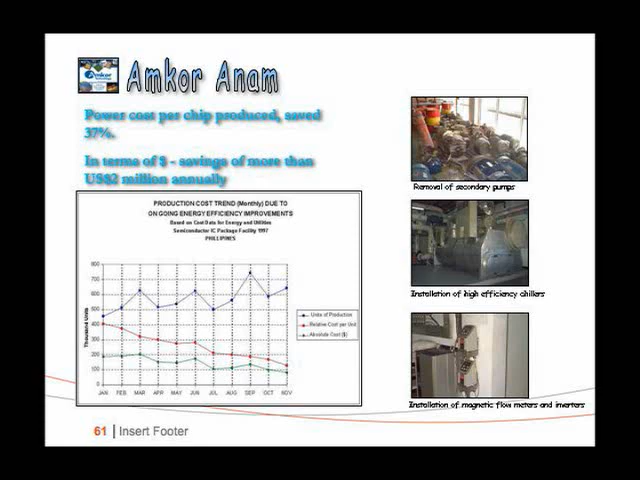 Amkor
Amkor Anam
Power cost per chip produced, saved
37%.
In terms of $ - savings of more than
US$2 million annually
PRODUCTION COST TREND (Monthly) DUE TO
ON GOING ENERGY EFFICIENCY IMPROVEMENTS
Based on Cost Data for Energy and Utilities
Semiconductor IC Package Facility 1997
PHILLIPINES
Thousand Units
800
700
600
500
400
300
200
100
0
JAN FEB MAR APR MAY JUN JUL AUG SEP OCT NOV
Units of Production
Relative Cost per Unit
Absolute Cost ($)
Removal of secondary pumps
Installation of high efficiency chillers
Installation of magnetic flow meters and inverters
61 | Insert Footer